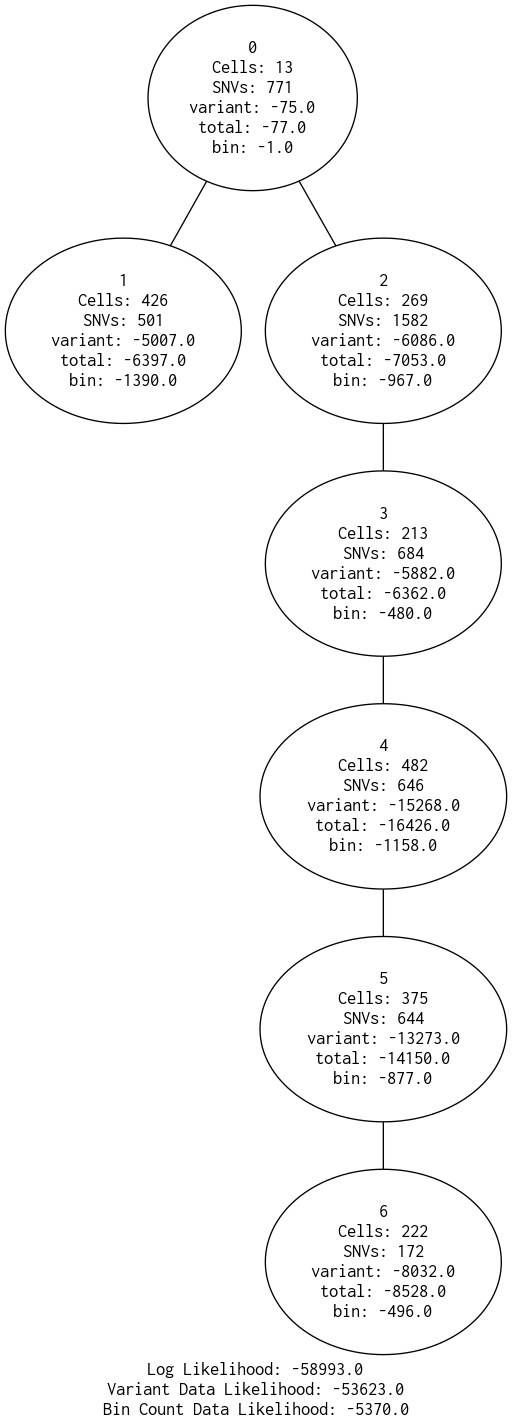 0
Cells: 13
SNVs: 771
variant: -75.0
total: -77.0
bin: -1.0
1
Cells: 426
SNVs: 501
variant: -5007.0
total: -6397.0
bin: -1390.0
2
Cells: 269
SNVs: 1582
variant: -6086.0
total: -7053.0
bin: -967.0
3
Cells: 213
SNVs: 684
variant: -5882.0
total: -6362.0
bin: -480.0
4
Cells: 482
SNVs: 646
variant: -15268.0
total: -16426.0
bin: -1158.0
5
Cells: 375
SNVs: 644
variant: -13273.0
total: -14150.0
bin: -877.0
6
Cells: 222
SNVs: 172
variant: -8032.0
total: -8528.0
bin: -496.0
Log Likelihood: -58993.0
Variant Data Likelihood: -53623.0
Bin Count Data Likelihood: -5370.0